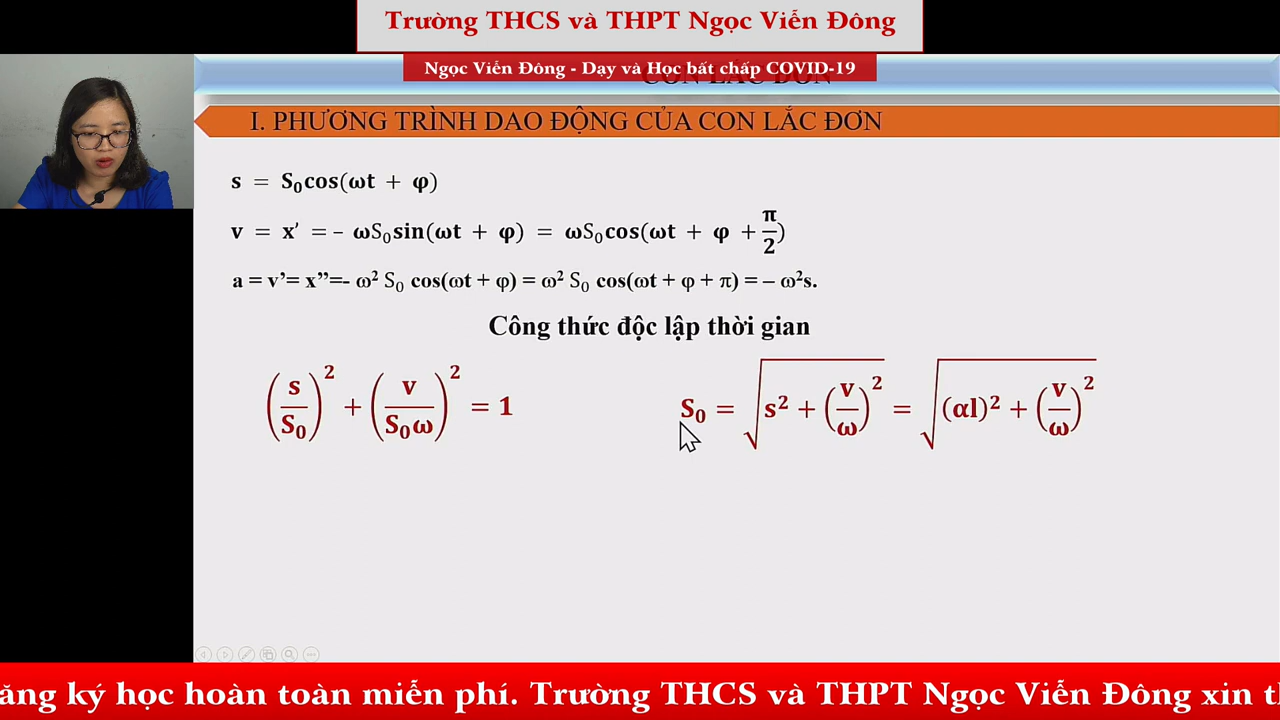 Trường THCS và THPT Ngọc Viễn Đông
Ngọc Viễn Đông - Dạy và Học bất chấp COVID-19
CON LẮC ĐƠN
I. PHƯƠNG TRÌNH DAO ĐỘNG CỦA CON LẮC ĐƠN
s = S₀cos(ωt + φ)
v = x' = – ωS₀sin(ωt + φ) = ωS₀cos(ωt + φ + π/2)
a = v'= x''=- ω² S₀ cos(ωt + φ) = ω² S₀ cos(ωt + φ + π) = – ω²s.
Công thức độc lập thời gian
(s/S₀)² + (v/S₀ω)² = 1
S₀ = √(s² + (v/ω)²) = √((αl)² + (v/ω)²)
ăng ký học hoàn toàn miễn phí. Trường THCS và THPT Ngọc Viễn Đông xin